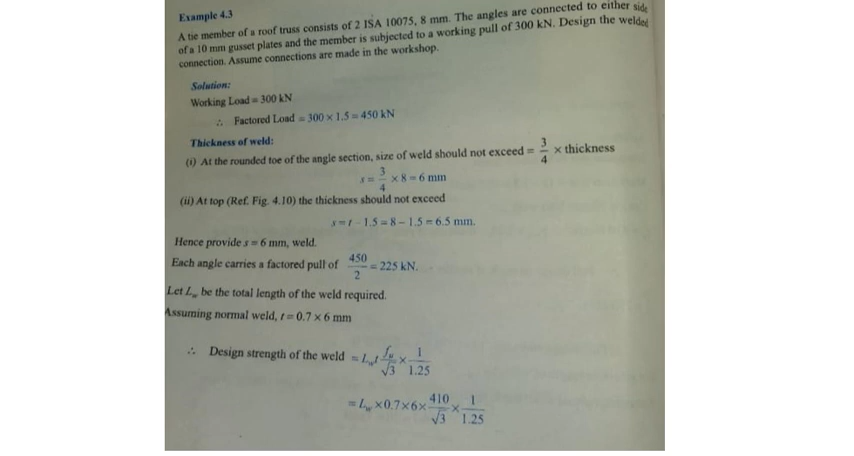 Example 4.3
A tie member of a roof truss consists of 2 ISA 10075, 8 mm. The angles are connected to either side
of a 10 mm gusset plates and the member is subjected to a working pull of 300 kN. Design the welded
connection. Assume connections are made in the workshop.
Solution:
Working Load = 300 kN
∴ Factored Load = 300 × 1.5 = 450 kN
Thickness of weld:
(i) At the rounded toe of the angle section, size of weld should not exceed = 3/4 × thickness
s = 3/4 × 8 = 6 mm
(ii) At top (Ref. Fig. 4.10) the thickness should not exceed
s = t – 1.5 = 8 – 1.5 = 6.5 mm.
Hence provide s = 6 mm, weld.
Each angle carries a factored pull of 450/2 = 225 kN.
Let L_w be the total length of the weld required.
Assuming normal weld, t = 0.7 × 6 mm
∴ Design strength of the weld = L_w t f_u/√3 × 1/1.25
= L_w × 0.7 × 6 × 410/√3 × 1/1.25